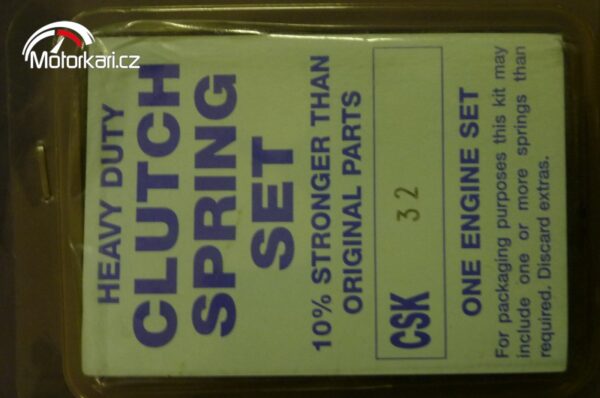 Motorkari.cz
HEAVY DUTY
CLUTCH
SPRING
SET
10% STRONGER THAN
ORIGINAL PARTS
CSK 32
ONE ENGINE SET
For packaging purposes this kit may
include one or more springs than
required. Discard extras.